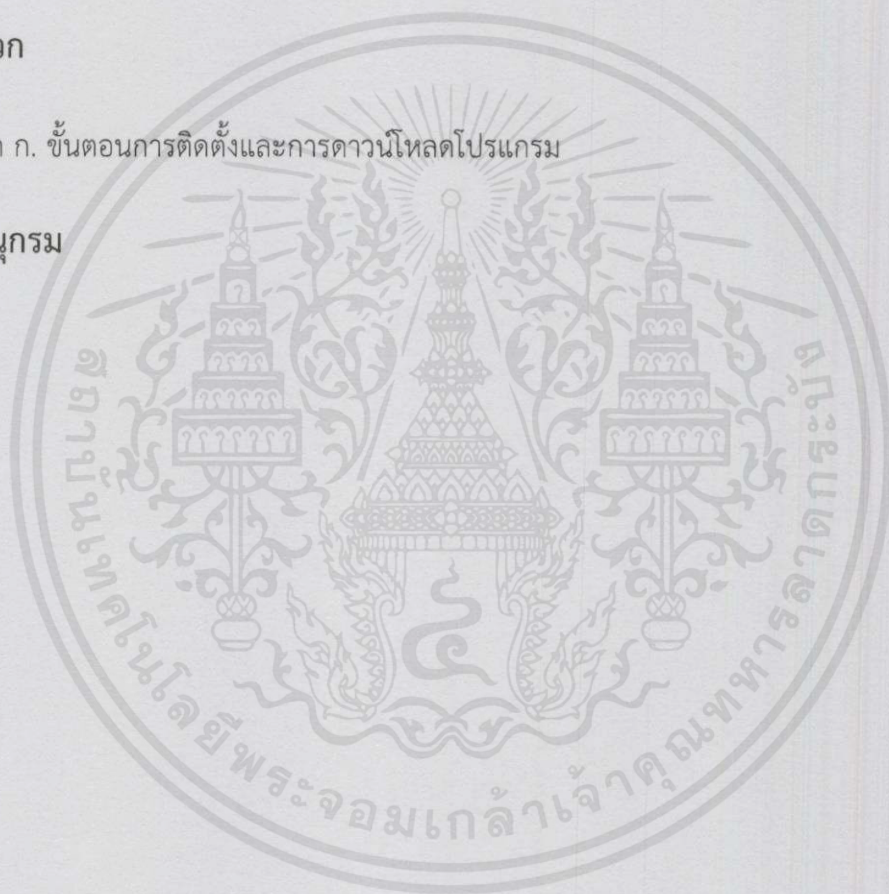 วก
ก ก. ขั้นตอนการติดตั้งและการดาวน์โหลดโปรแกรม
นุกรม
สถาบันเทคโนโลยีพระจอมเกล้าเจ้าคุณทหารลาดกระบัง
๔